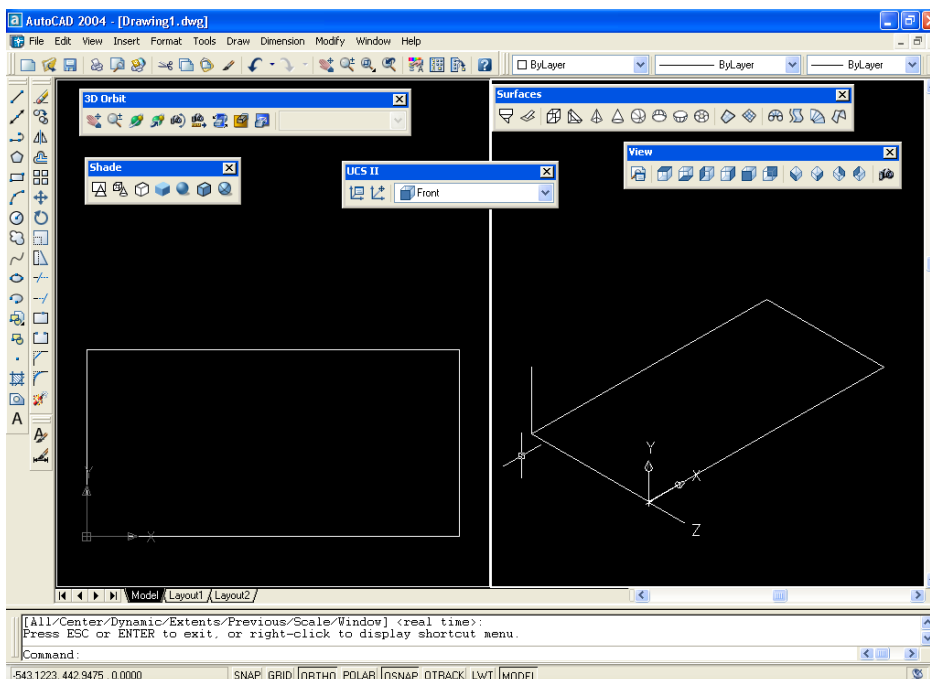 AutoCAD 2004 - [Drawing1.dwg]
File Edit View Insert Format Tools Draw Dimension Modify Window Help
ByLayer ByLayer ByLayer
3D Orbit
Surfaces
View
Shade
UCS II
Front
A
Y
X
Z
Y
X
Model Layout1 Layout2
[All/Center/Dynamic/Extents/Previous/Scale/Window] <real time>:
Press ESC or ENTER to exit, or right-click to display shortcut menu.
Command:
-543.1223, 442.9475 , 0.0000 SNAP GRID ORTHO POLAR OSNAP OTRACK LWT MODEL